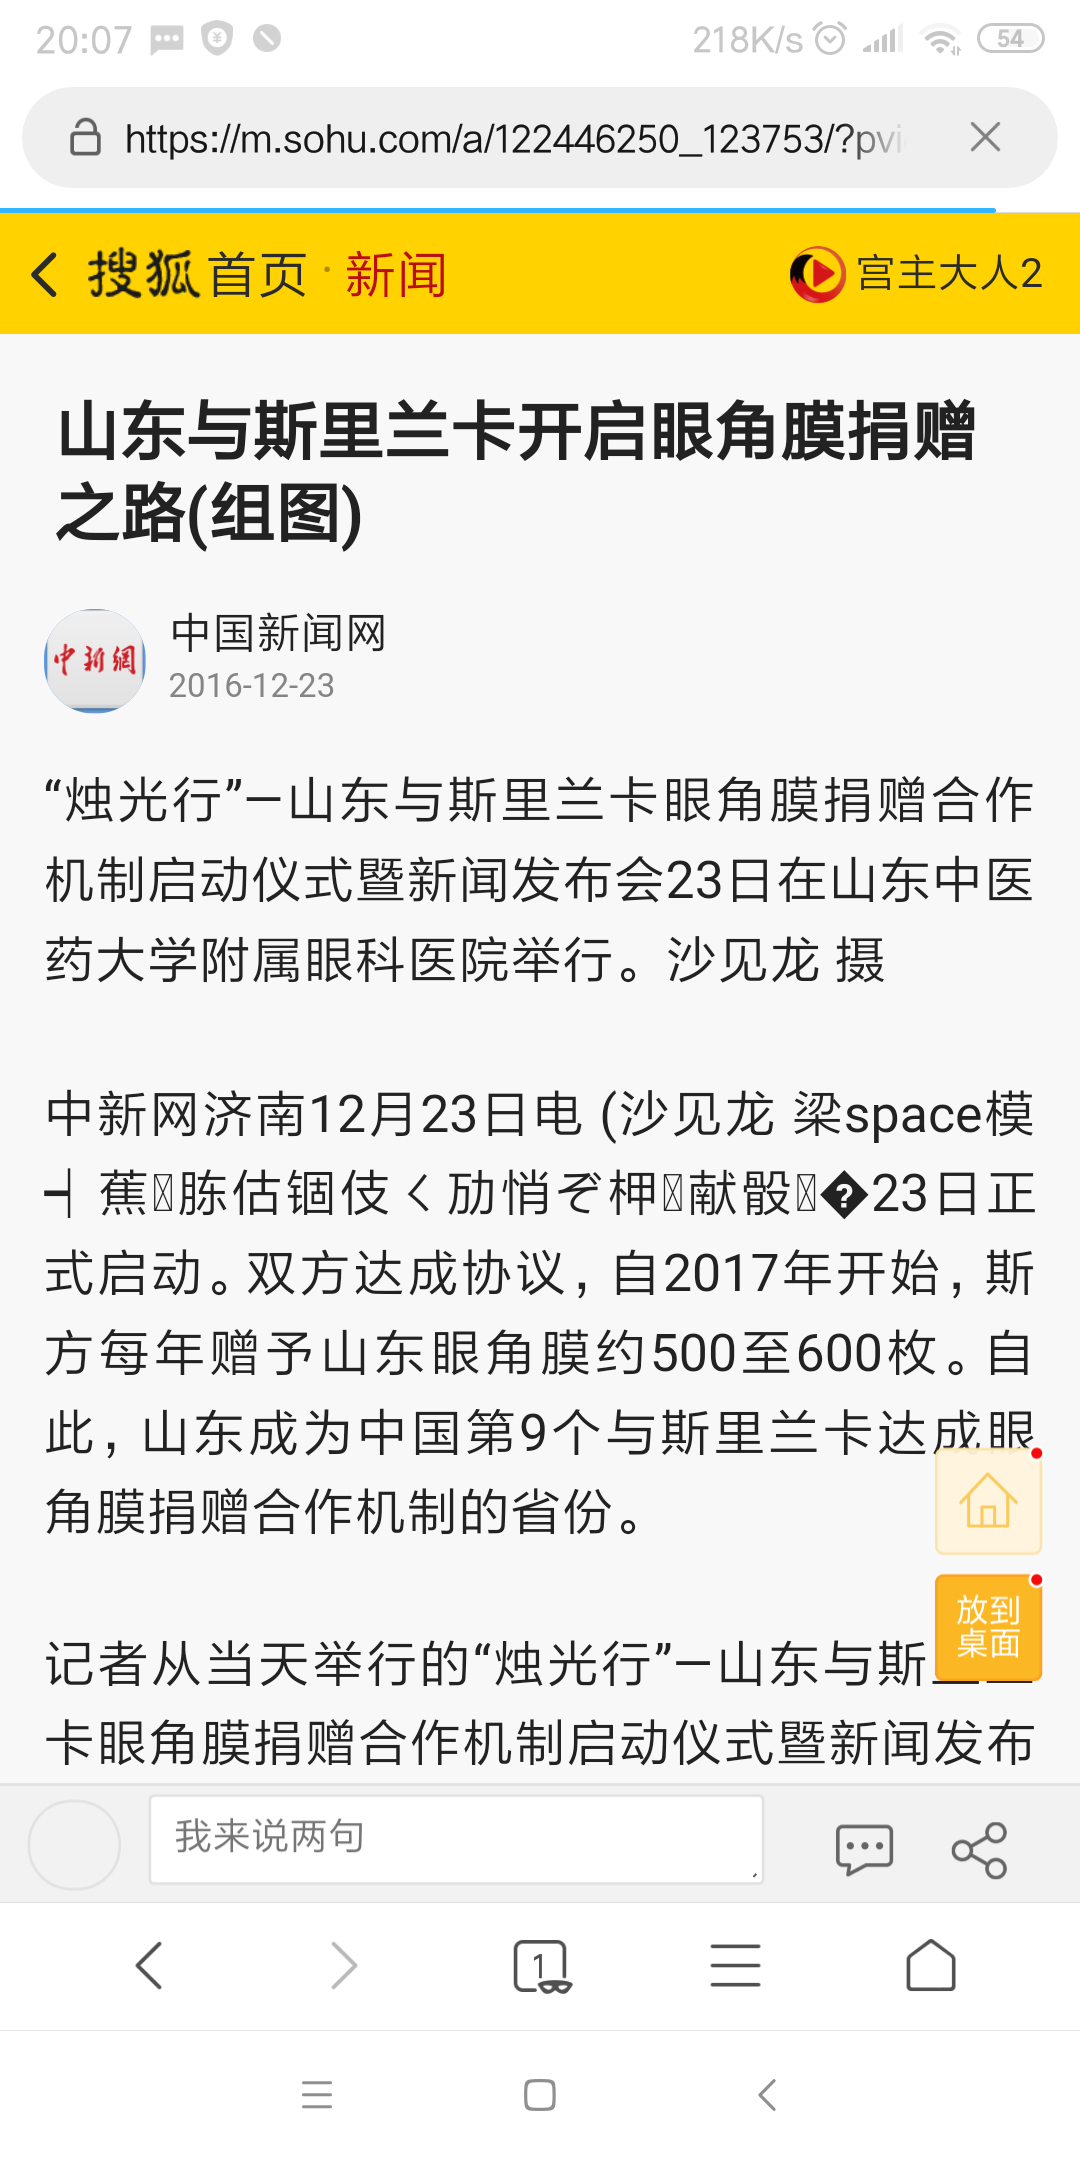 20:07
218K/s
54
https://m.sohu.com/a/122446250_123753/?pvi
搜狐首页·新闻
宫主大人2
山东与斯里兰卡开启眼角膜捐赠
之路(组图)
中新網
中国新闻网
2016-12-23
“烛光行”—山东与斯里兰卡眼角膜捐赠合作
机制启动仪式暨新闻发布会23日在山东中医
药大学附属眼科医院举行。沙见龙 摄
中新网济南12月23日电 (沙见龙 梁space模
┥ 蕉胨估锢伎ㄑ劢悄ぞ柙献骰�23日正
式启动。双方达成协议，自2017年开始，斯
方每年赠予山东眼角膜约500至600枚。自
此，山东成为中国第9个与斯里兰卡达成眼
角膜捐赠合作机制的省份。
记者从当天举行的“烛光行”—山东与斯
卡眼角膜捐赠合作机制启动仪式暨新闻发布
放到
桌面
我来说两句
1